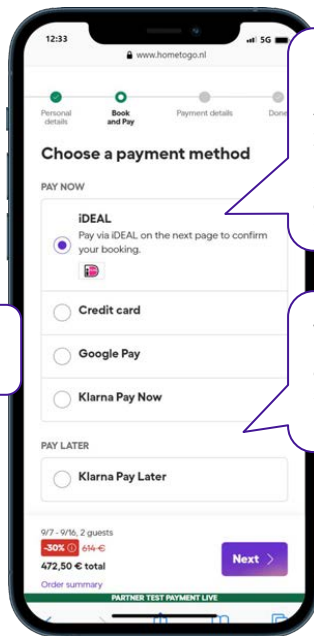 12:33
5G
www.hometogo.nl
Personal details
Book and Pay
Payment details
Done
Choose a payment method
PAY NOW
iDEAL
Pay via iDEAL on the next page to confirm
your booking.
Credit card
Google Pay
Klarna Pay Now
PAY LATER
Klarna Pay Later
9/7 - 9/16, 2 guests
-30% 614 €
472,50 € total
Next >
Order summary
PARTNER TEST PAYMENT LIVE